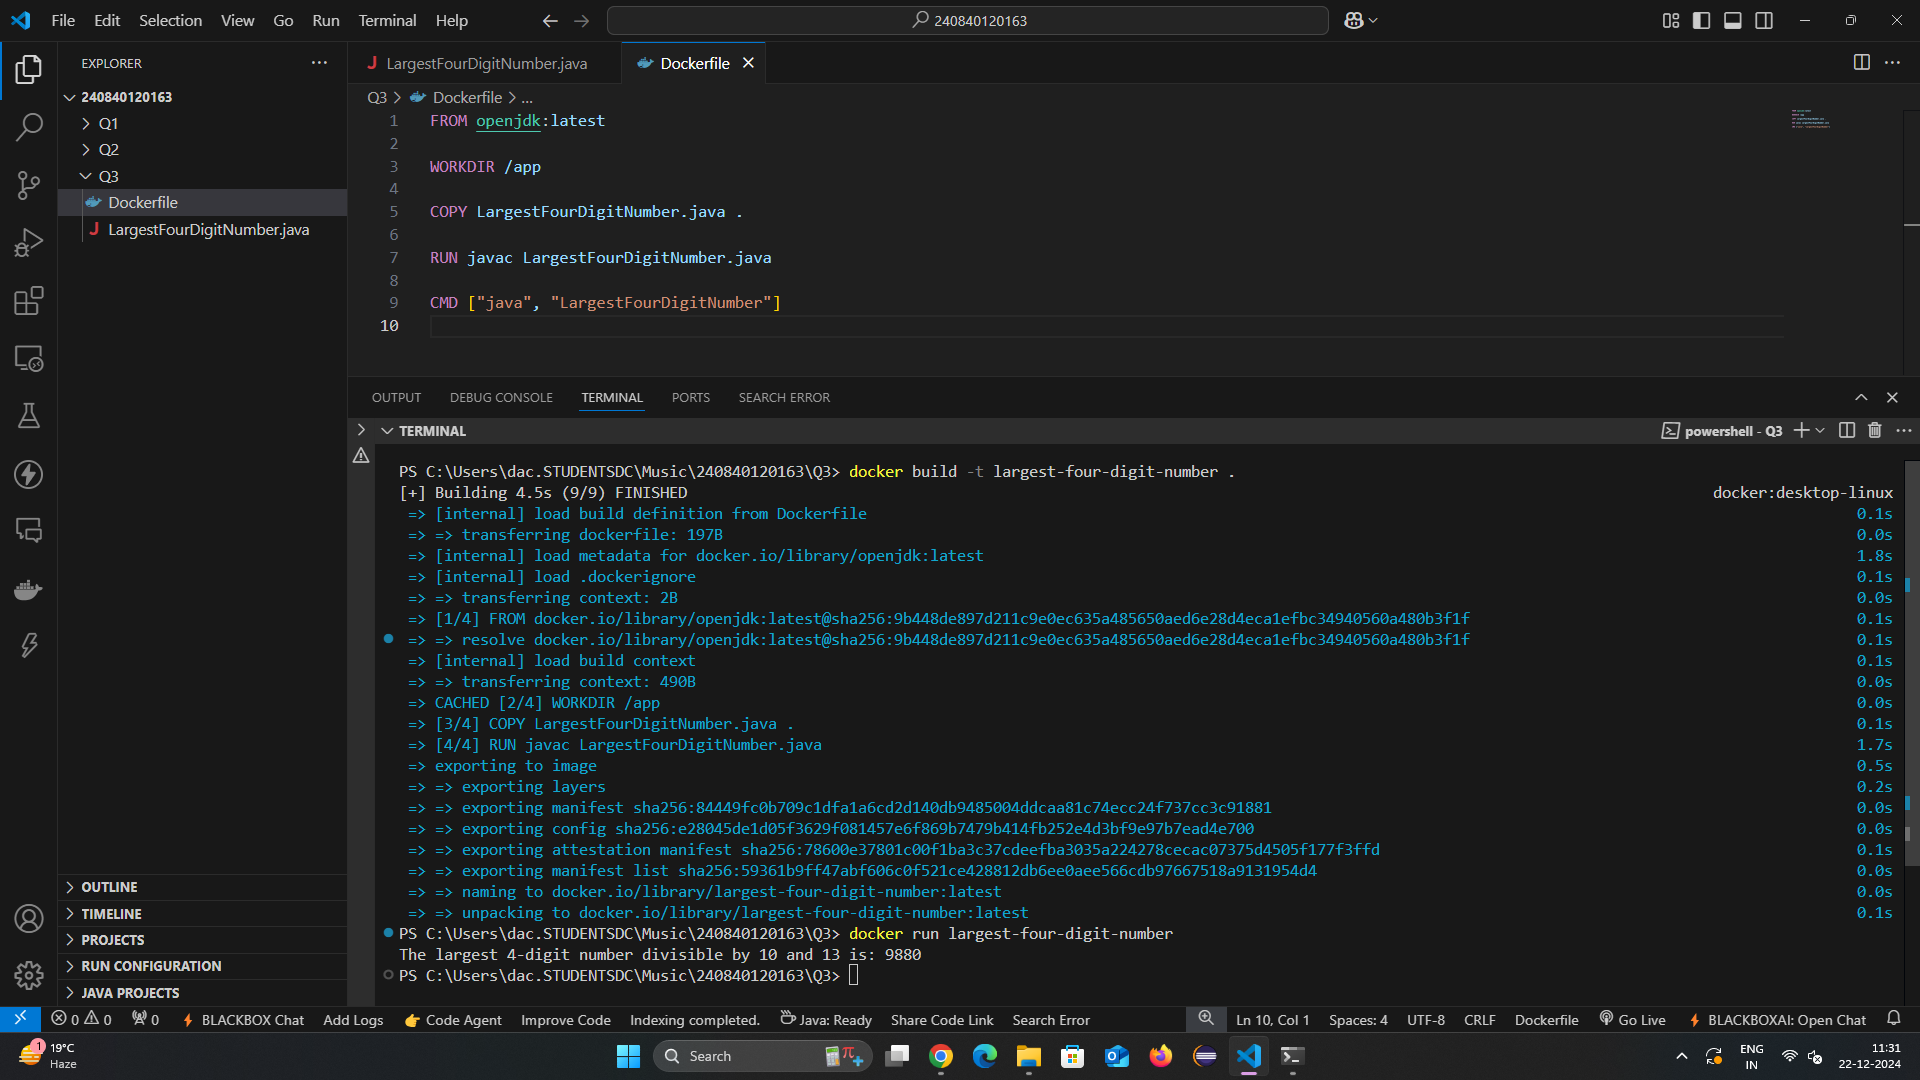 File Edit Selection View Go Run Terminal Help
240840120163
EXPLORER
240840120163
Q1
Q2
Q3
Dockerfile
LargestFourDigitNumber.java
OUTLINE
TIMELINE
PROJECTS
RUN CONFIGURATION
JAVA PROJECTS
LargestFourDigitNumber.java
Dockerfile
Q3 > Dockerfile > ...
1 FROM openjdk:latest
2
3 WORKDIR /app
4
5 COPY LargestFourDigitNumber.java .
6
7 RUN javac LargestFourDigitNumber.java
8
9 CMD ["java", "LargestFourDigitNumber"]
10
OUTPUT DEBUG CONSOLE TERMINAL PORTS SEARCH ERROR
TERMINAL
powershell - Q3
PS C:\Users\dac.STUDENTSDC\Music\240840120163\Q3> docker build -t largest-four-digit-number .
[+] Building 4.5s (9/9) FINISHED docker:desktop-linux
=> [internal] load build definition from Dockerfile 0.1s
=> => transferring dockerfile: 197B 0.0s
=> [internal] load metadata for docker.io/library/openjdk:latest 1.8s
=> [internal] load .dockerignore 0.1s
=> => transferring context: 2B 0.0s
=> [1/4] FROM docker.io/library/openjdk:latest@sha256:9b448de897d211c9e0ec635a485650aed6e28d4eca1efbc34940560a480b3f1f 0.1s
=> => resolve docker.io/library/openjdk:latest@sha256:9b448de897d211c9e0ec635a485650aed6e28d4eca1efbc34940560a480b3f1f 0.1s
=> [internal] load build context 0.1s
=> => transferring context: 490B 0.0s
=> CACHED [2/4] WORKDIR /app 0.0s
=> [3/4] COPY LargestFourDigitNumber.java . 0.1s
=> [4/4] RUN javac LargestFourDigitNumber.java 1.7s
=> exporting to image 0.5s
=> => exporting layers 0.2s
=> => exporting manifest sha256:84449fc0b709c1dfa1a6cd2d140db9485004ddcaa81c74ecc24f737cc3c91881 0.0s
=> => exporting config sha256:e28045de1d05f3629f081457e6f869b7479b414fb252e4d3bf9e97b7ead4e700 0.0s
=> => exporting attestation manifest sha256:78600e37801c00f1ba3c37cdeefba3035a224278cecac07375d4505f177f3ffd 0.1s
=> => exporting manifest list sha256:59361b9ff47abf606c0f521ce428812db6ee0aee566cdb97667518a9131954d4 0.0s
=> => naming to docker.io/library/largest-four-digit-number:latest 0.0s
=> => unpacking to docker.io/library/largest-four-digit-number:latest 0.1s
PS C:\Users\dac.STUDENTSDC\Music\240840120163\Q3> docker run largest-four-digit-number
The largest 4-digit number divisible by 10 and 13 is: 9880
PS C:\Users\dac.STUDENTSDC\Music\240840120163\Q3>
0 0 0 BLACKBOX Chat Add Logs Code Agent Improve Code Indexing completed. Java: Ready Share Code Link Search Error Ln 10, Col 1 Spaces: 4 UTF-8 CRLF Dockerfile Go Live BLACKBOXAI: Open Chat
1
19°C
Haze
Search
ENG
IN
11:31
22-12-2024